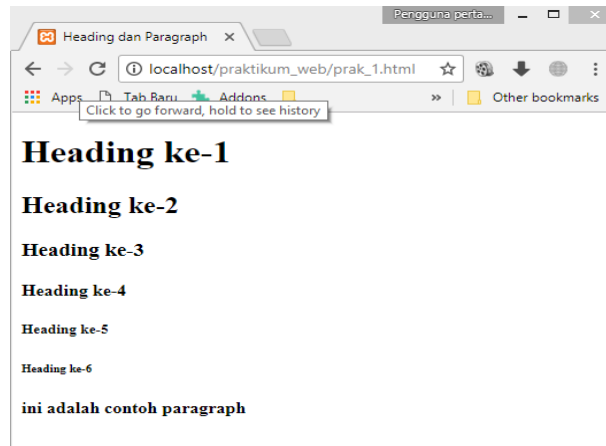 Pengguna perta...
Heading dan Paragraph
localhost/praktikum_web/prak_1.html
Apps Tab Baru Addons » Other bookmarks
Click to go forward, hold to see history
Heading ke-1
Heading ke-2
Heading ke-3
Heading ke-4
Heading ke-5
Heading ke-6
ini adalah contoh paragraph